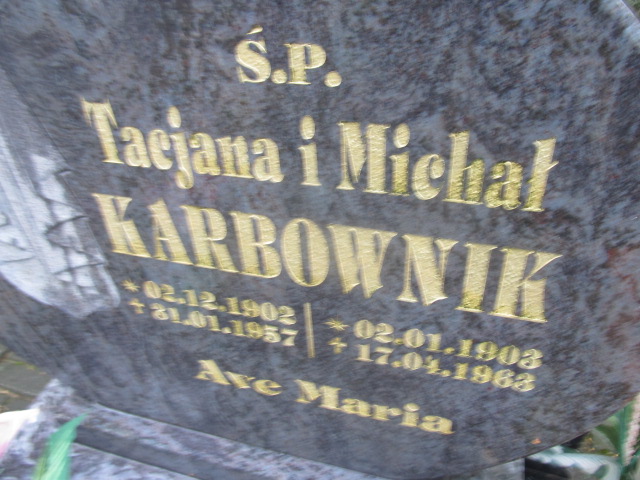 Ś.P.
Tacjana i Michał
KARBOWNIK
* 02.12.1902 * 02.01.1903
+ 31.01.1957 + 17.04.1963
Ave Maria